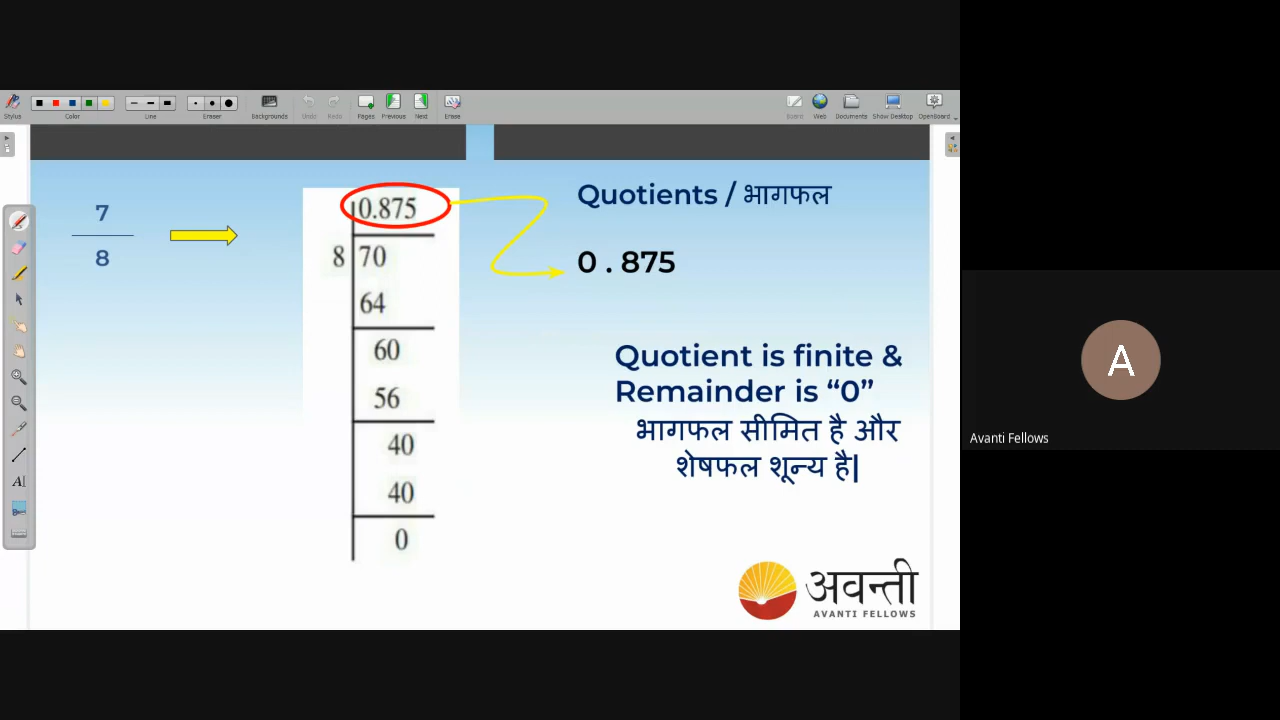 Stylus
Color
Line
Eraser
Backgrounds
Undo
Redo
Pages
Previous
Next
Erase
Board
Web
Documents
Show Desktop
OpenBoard
7
8
0.875
8 70
64
60
56
40
40
0
Quotients / भागफल
0 . 875
Quotient is finite &
Remainder is “0”
भागफल सीमित है और
शेषफल शून्य है|
अवन्ती
AVANTI FELLOWS
A
Avanti Fellows